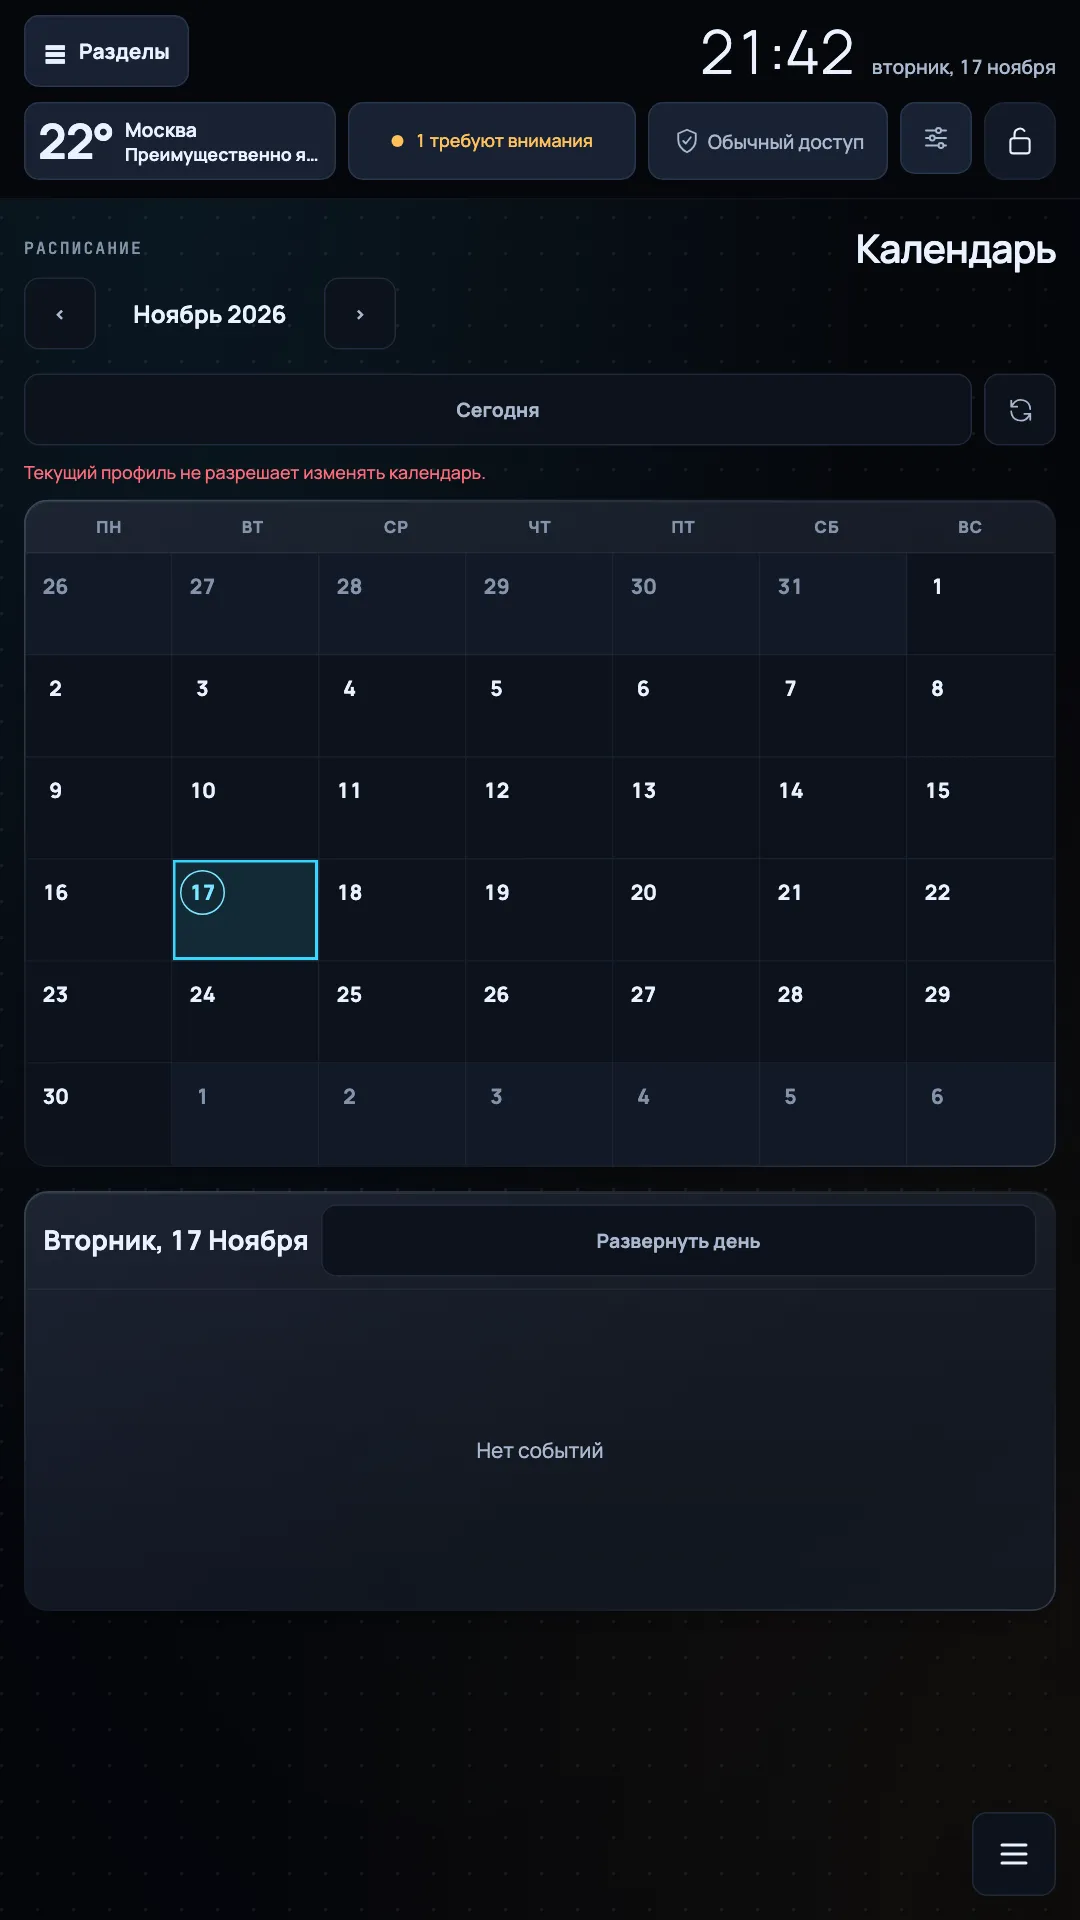 Разделы
21:42 вторник, 17 ноября
22° Москва
Преимущественно я...
1 требуют внимания
Обычный доступ
РАСПИСАНИЕ
Календарь
Ноябрь 2026
Сегодня
Текущий профиль не разрешает изменять календарь.
ПН ВТ СР ЧТ ПТ СБ ВС
26 27 28 29 30 31 1
2 3 4 5 6 7 8
9 10 11 12 13 14 15
16 17 18 19 20 21 22
23 24 25 26 27 28 29
30 1 2 3 4 5 6
Вторник, 17 Ноября
Развернуть день
Нет событий